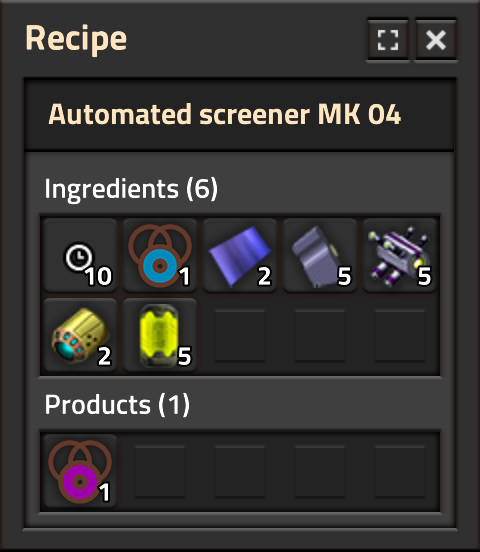 Recipe
Automated screener MK 04
Ingredients (6)
10 1 2 5 5
2 5
Products (1)
1